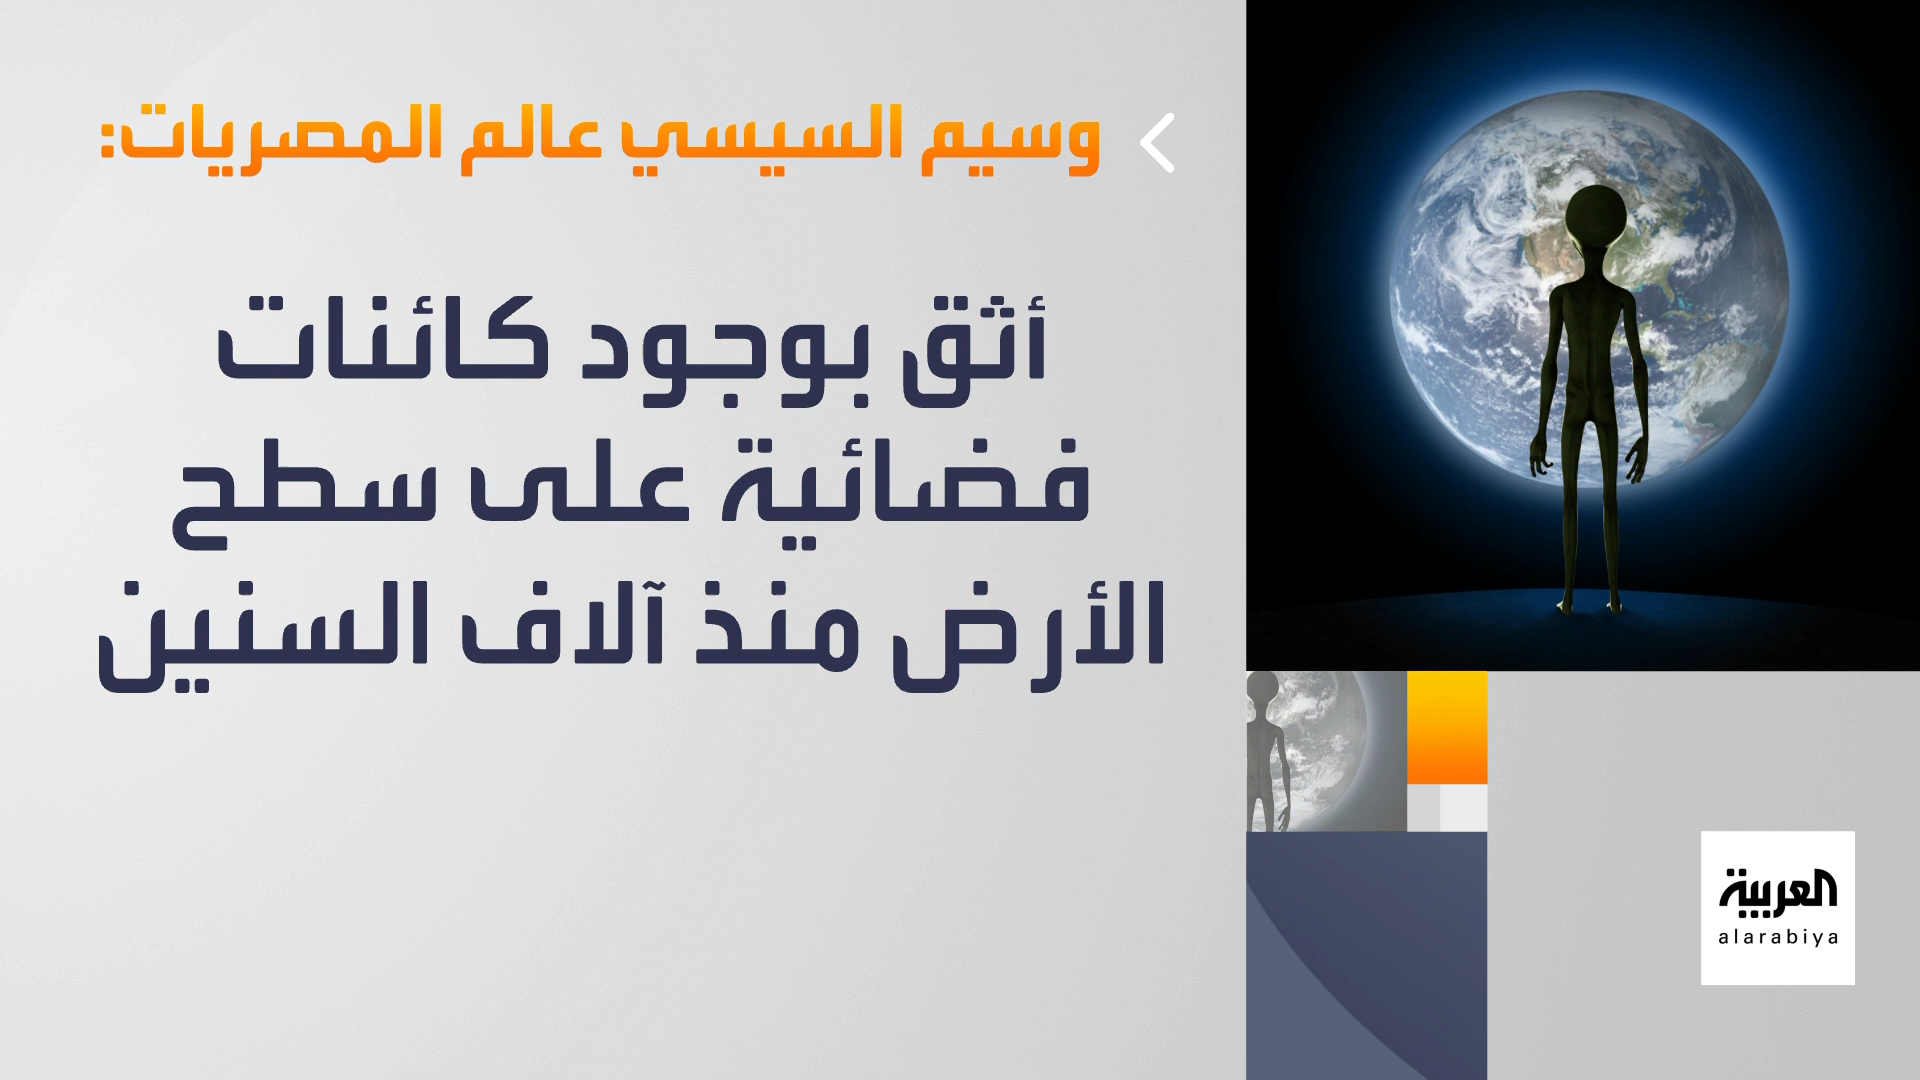 وسيم السيسي عالم المصريات:
أثق بوجود كائنات
فضائية على سطح
الأرض منذ آلاف السنين
العربية
alarabiya